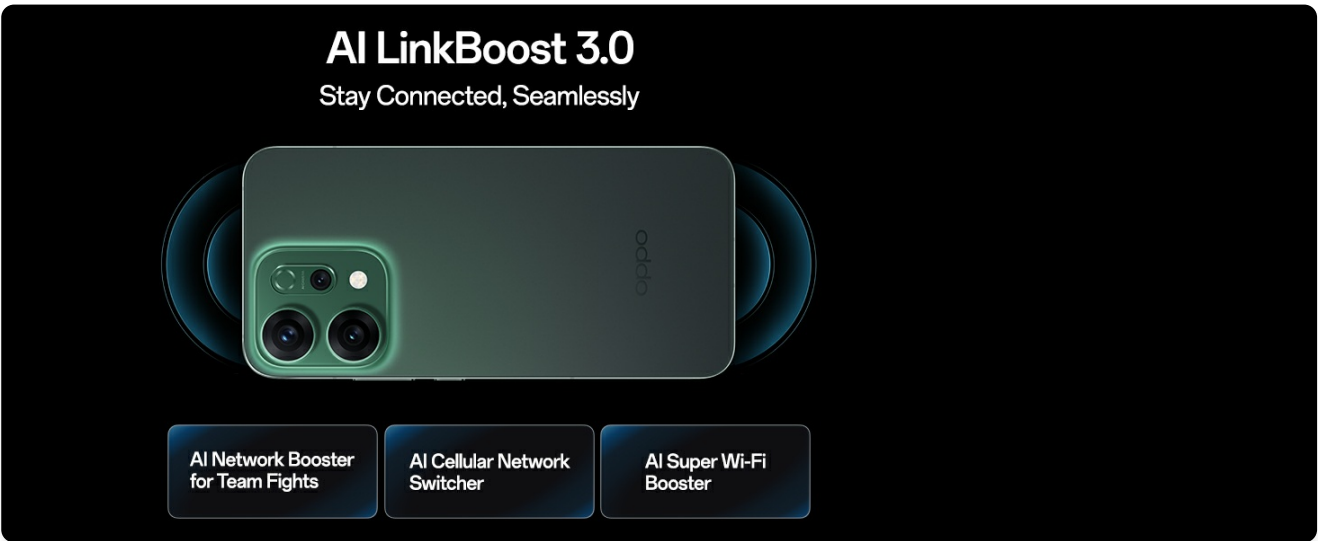 AI LinkBoost 3.0
Stay Connected, Seamlessly
oppo
AI Network Booster
for Team Fights
AI Cellular Network
Switcher
AI Super Wi-Fi
Booster